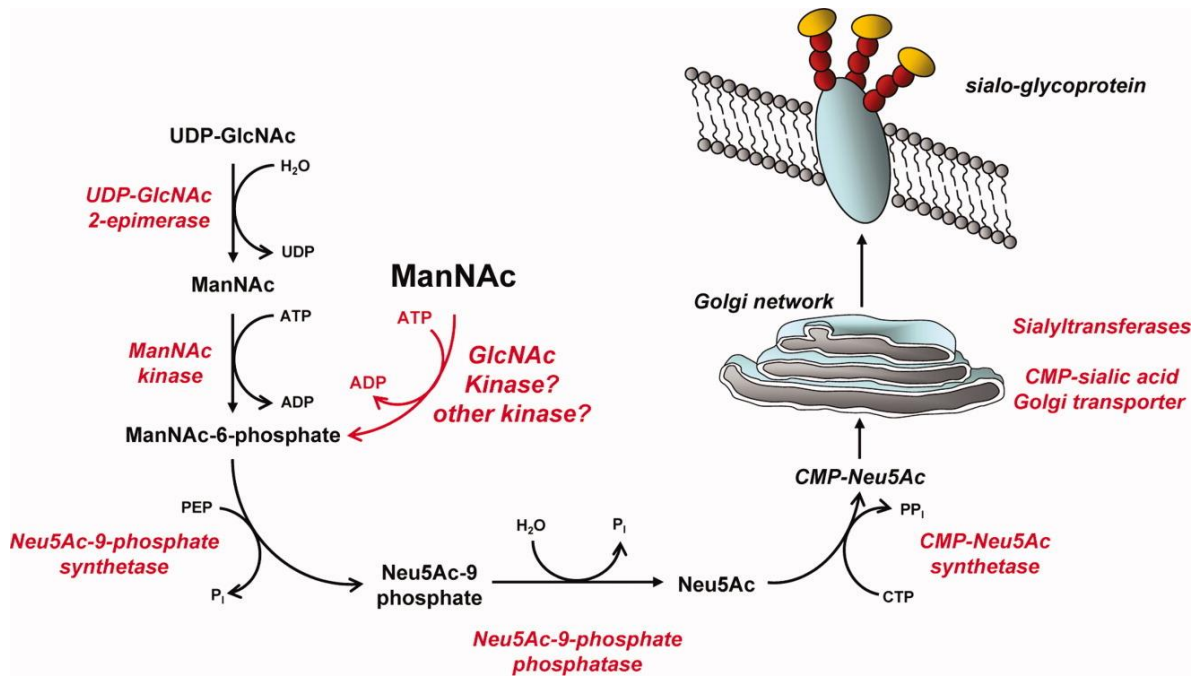 UDP-GlcNAc
H₂O
UDP-GlcNAc
2-epimerase
UDP
ManNAc
ATP
ManNAc
kinase
ADP
ManNAc-6-phosphate
ManNAc
ATP
ADP
GlcNAc
Kinase?
other kinase?
PEP
Neu5Ac-9-phosphate
synthetase
Pᵢ
Neu5Ac-9
phosphate
H₂O
Pᵢ
Neu5Ac-9-phosphate
phosphatase
Neu5Ac
CTP
PPᵢ
CMP-Neu5Ac
synthetase
CMP-Neu5Ac
Golgi network
Sialyltransferases
CMP-sialic acid
Golgi transporter
sialo-glycoprotein